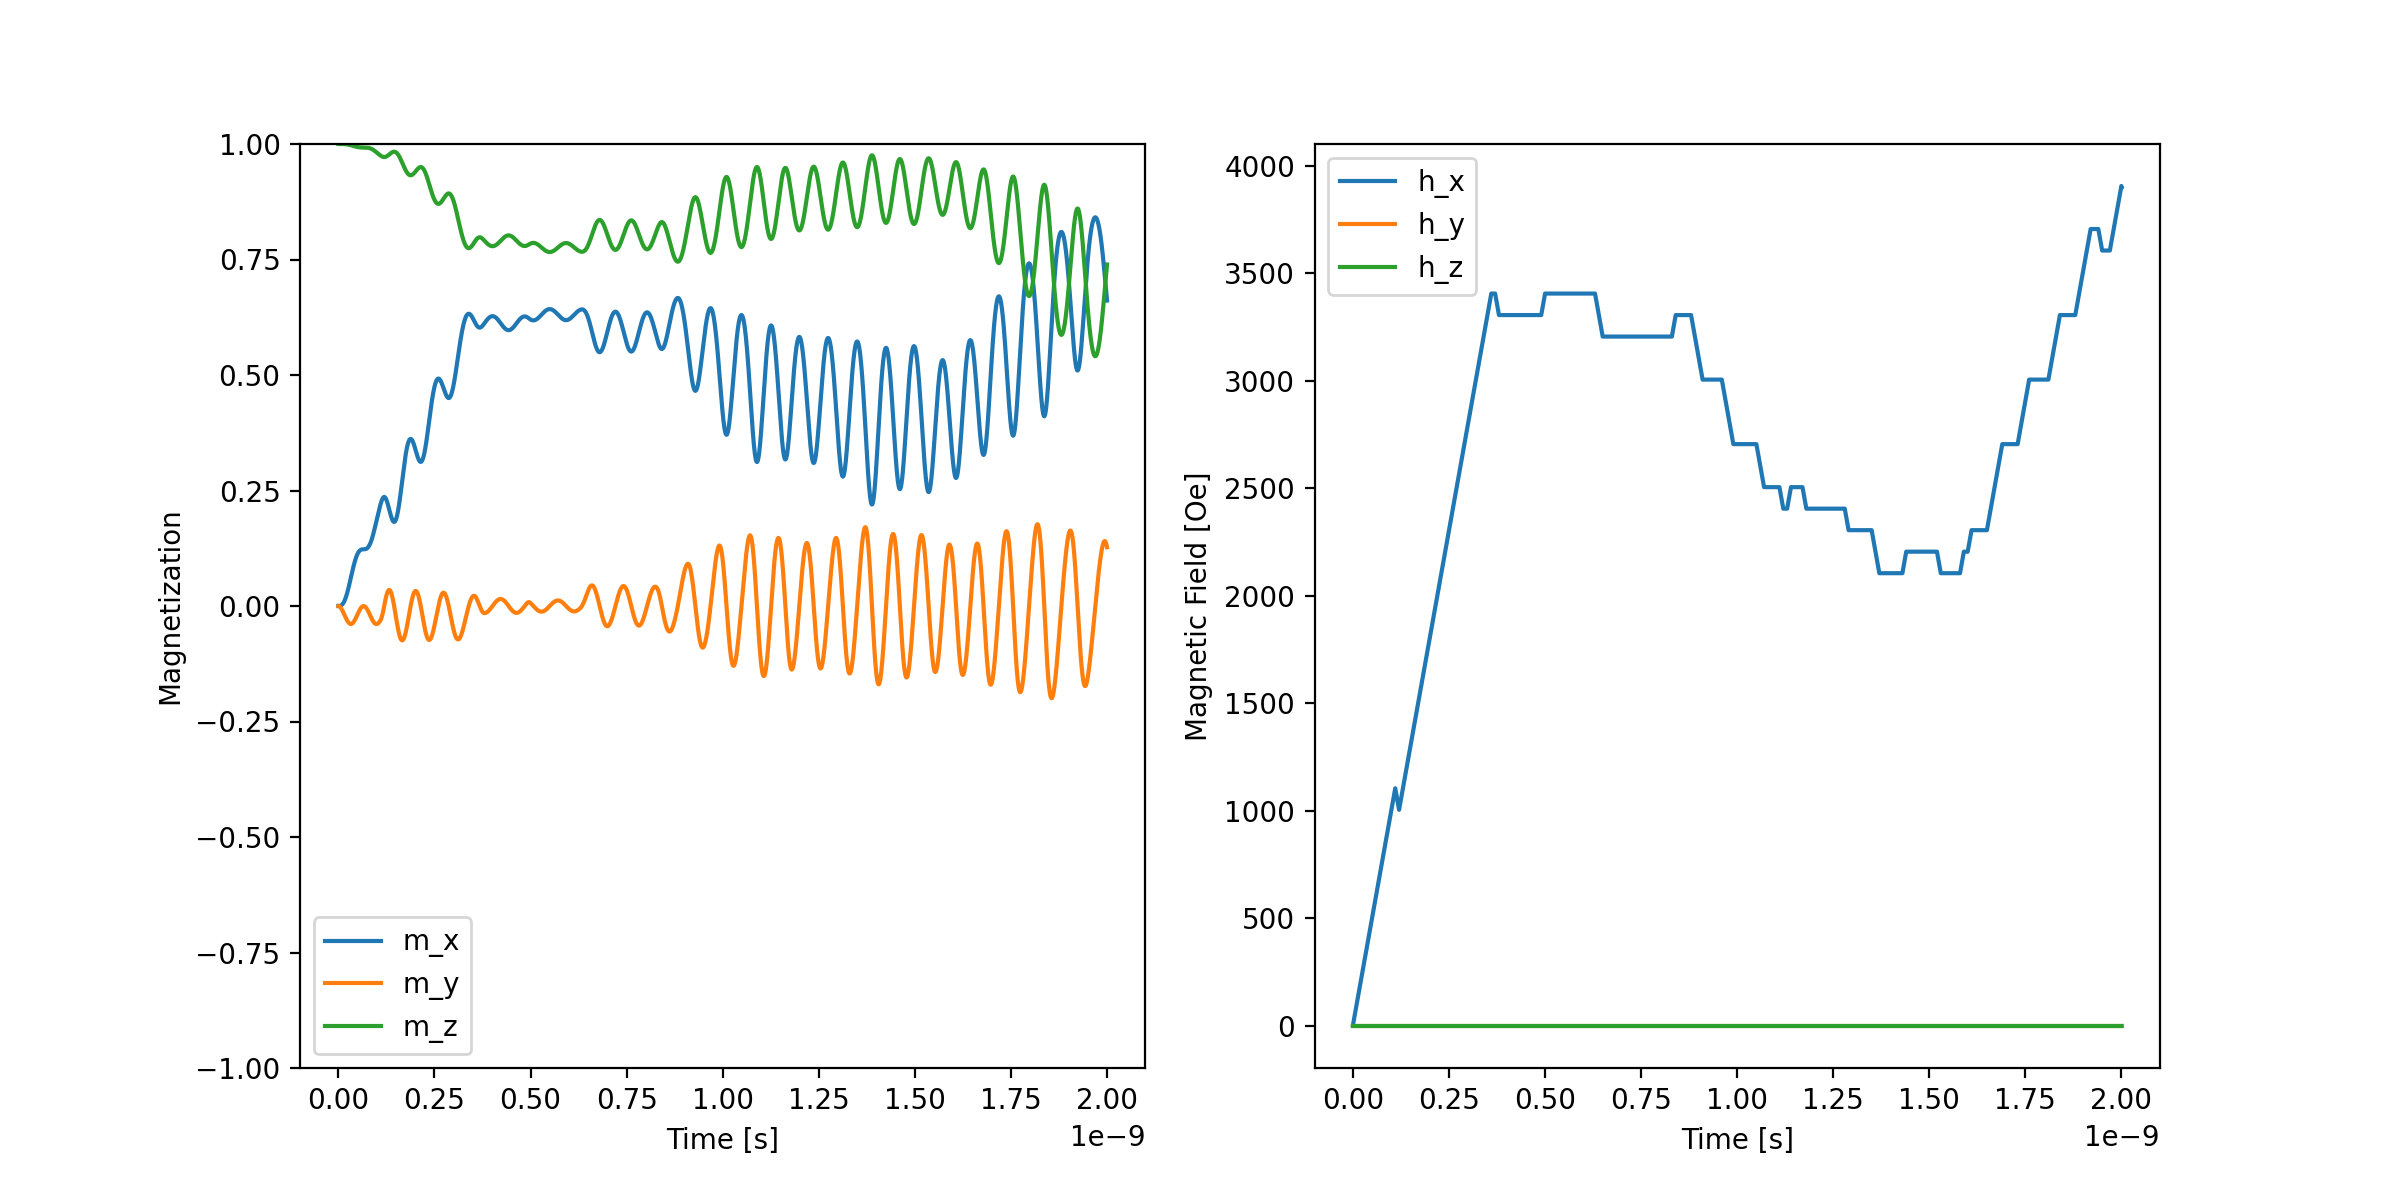 1.00
0.75
0.50
0.25
0.00
−0.25
−0.50
−0.75
−1.00
Magnetization
m_x
m_y
m_z
0.00 0.25 0.50 0.75 1.00 1.25 1.50 1.75 2.00
Time [s]
1e−9
4000
3500
3000
2500
2000
1500
1000
500
0
Magnetic Field [Oe]
h_x
h_y
h_z
0.00 0.25 0.50 0.75 1.00 1.25 1.50 1.75 2.00
Time [s]
1e−9